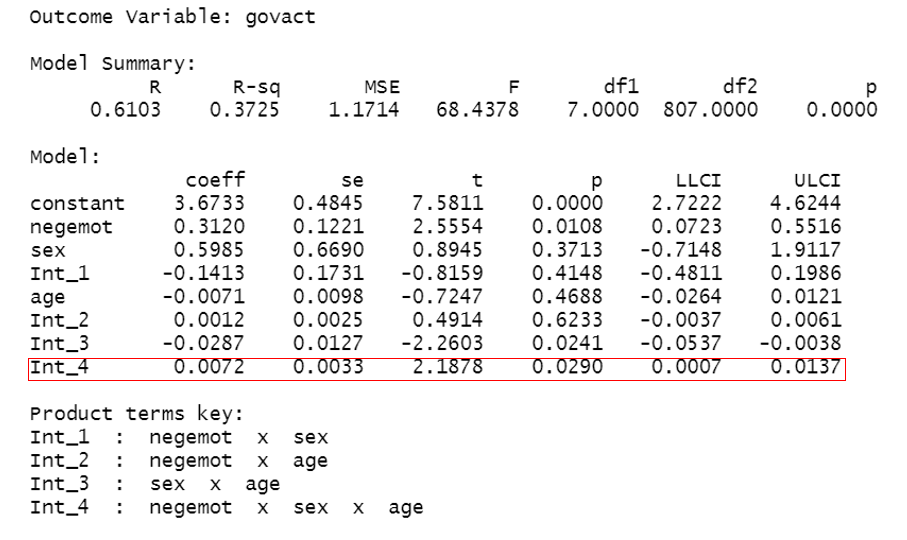 Outcome Variable: govact
Model Summary:
R R-sq MSE F df1 df2 p
0.6103 0.3725 1.1714 68.4378 7.0000 807.0000 0.0000
Model:
coeff se t p LLCI ULCI
constant 3.6733 0.4845 7.5811 0.0000 2.7222 4.6244
negemot 0.3120 0.1221 2.5554 0.0108 0.0723 0.5516
sex 0.5985 0.6690 0.8945 0.3713 -0.7148 1.9117
Int_1 -0.1413 0.1731 -0.8159 0.4148 -0.4811 0.1986
age -0.0071 0.0098 -0.7247 0.4688 -0.0264 0.0121
Int_2 0.0012 0.0025 0.4914 0.6233 -0.0037 0.0061
Int_3 -0.0287 0.0127 -2.2603 0.0241 -0.0537 -0.0038
Int_4 0.0072 0.0033 2.1878 0.0290 0.0007 0.0137
Product terms key:
Int_1 : negemot x sex
Int_2 : negemot x age
Int_3 : sex x age
Int_4 : negemot x sex x age